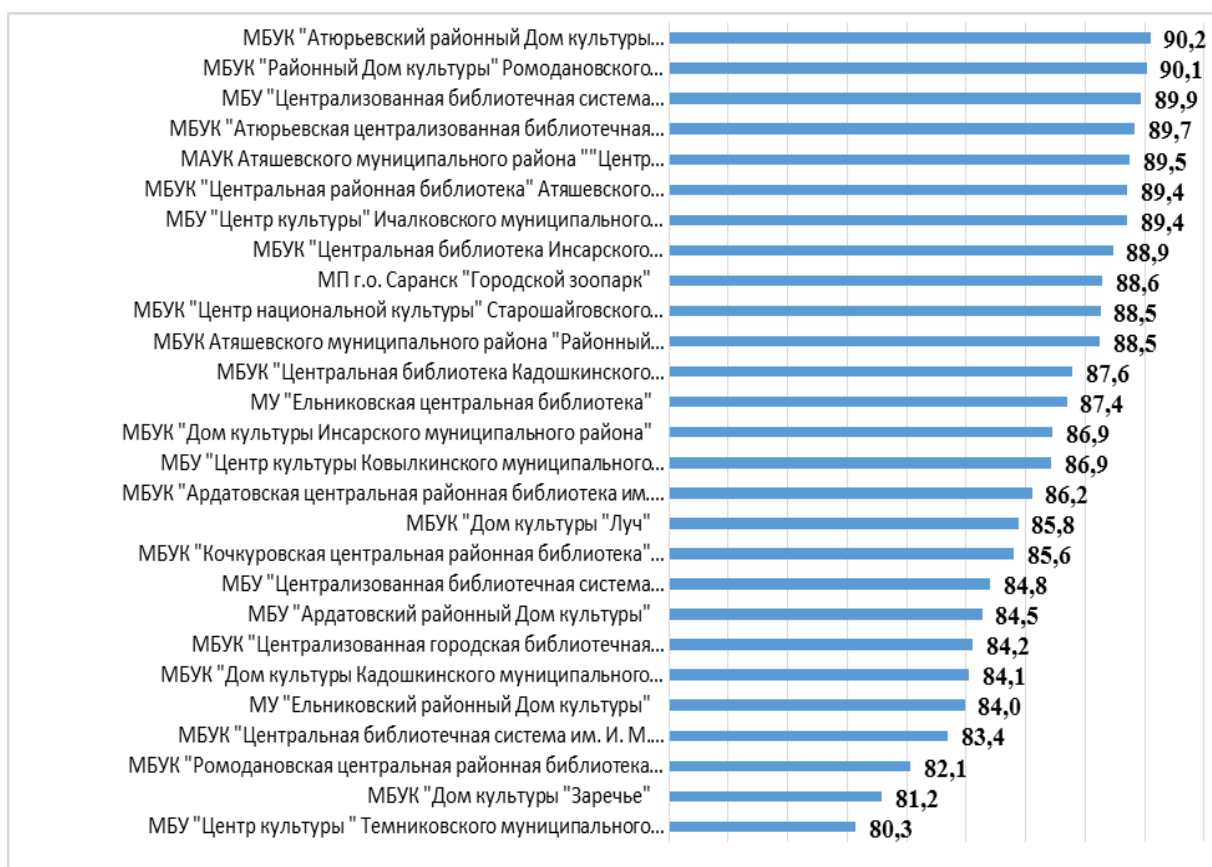 МБУК "Атюрьевский районный Дом культуры... 90,2
МБУК "Районный Дом культуры" Ромодановского... 90,1
МБУ "Централизованная библиотечная система... 89,9
МБУК "Атюрьевская централизованная библиотечная... 89,7
МАУК Атяшевского муниципального района ""Центр... 89,5
МБУК "Центральная районная библиотека" Атяшевского... 89,4
МБУ "Центр культуры" Ичалковского муниципального... 89,4
МБУК "Центральная библиотека Инсарского... 88,9
МП г.о. Саранск "Городской зоопарк" 88,6
МБУК "Центр национальной культуры" Старошайговского... 88,5
МБУК Атяшевского муниципального района "Районный... 88,5
МБУК "Центральная библиотека Кадошкинского... 87,6
МУ "Ельниковская центральная библиотека" 87,4
МБУК "Дом культуры Инсарского муниципального района" 86,9
МБУ "Центр культуры Ковылкинского муниципального... 86,9
МБУК "Ардатовская центральная районная библиотека им.... 86,2
МБУК "Дом культуры "Луч" 85,8
МБУК "Кочкуровская центральная районная библиотека"... 85,6
МБУ "Централизованная библиотечная система... 84,8
МБУ "Ардатовский районный Дом культуры" 84,5
МБУК "Централизованная городская библиотечная... 84,2
МБУК "Дом культуры Кадошкинского муниципального... 84,1
МУ "Ельниковский районный Дом культуры" 84,0
МБУК "Центральная библиотечная система им. И. М.... 83,4
МБУК "Ромодановская центральная районная библиотека... 82,1
МБУК "Дом культуры "Заречье" 81,2
МБУ "Центр культуры " Темниковского муниципального... 80,3